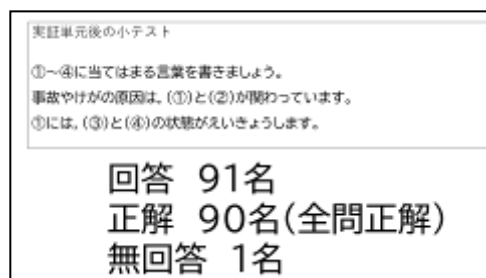 実証単元後の小テスト
①～④に当てはまる言葉を書きましょう。
事故やけがの原因は、(①)と(②)が関わっています。
①には、(③)と(④)の状態がえいきょうします。
回答 91名
正解 90名(全問正解)
無回答 1名